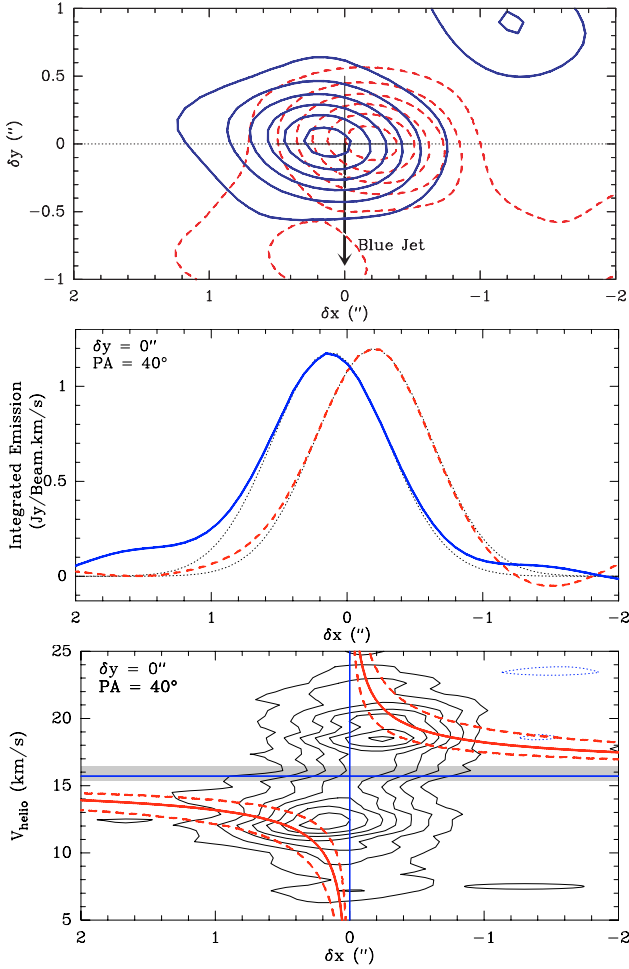 1
0.5
0
−0.5
−1
δy (″)
Blue Jet
2 1 0 −1 −2
δx (″)
δy = 0″
PA = 40°
1
0.5
0
Integrated Emission
(Jy/Beam.km/s)
2 1 0 −1 −2
δx (″)
δy = 0″
PA = 40°
25
20
15
10
5
Vhelio (km/s)
2 1 0 −1 −2
δx (″)